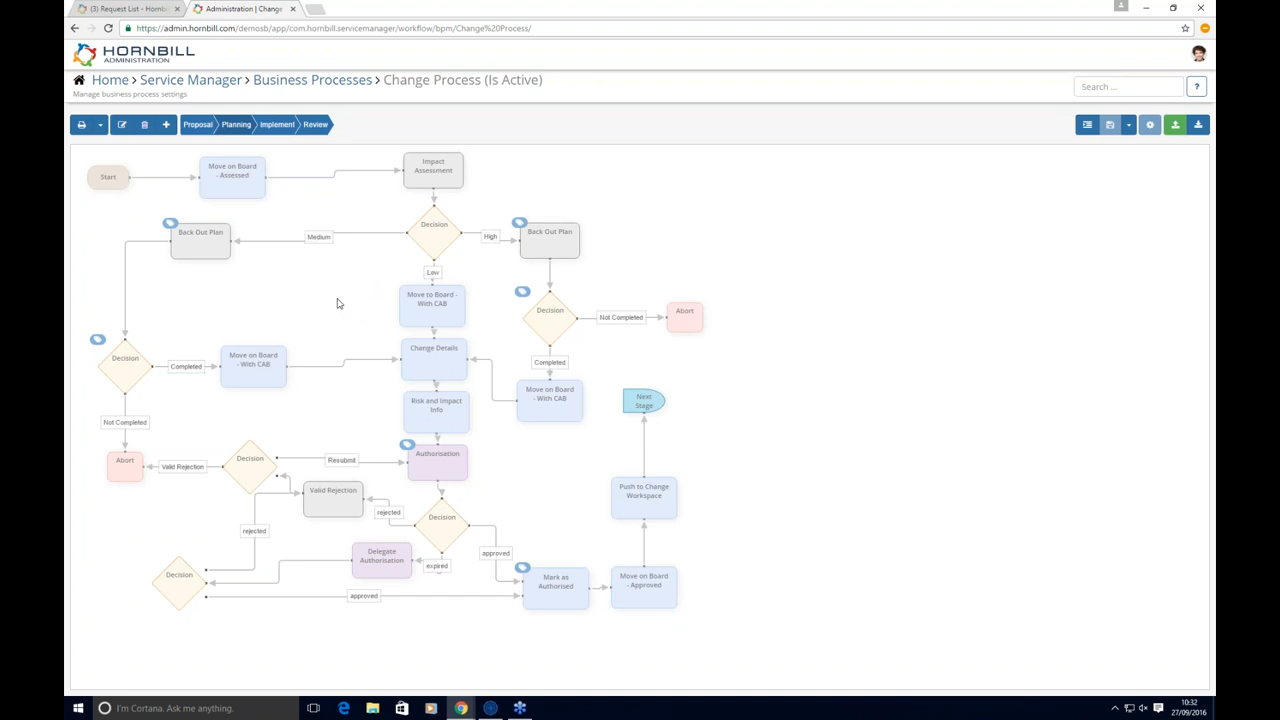 (3) Request List - Hornbi
Administration | Change
https://admin.hornbill.com/demosb/app/com.hornbill.servicemanager/workflow/bpm/Change%20Process/
HORNBILL
ADMINISTRATION
Home > Service Manager > Business Processes > Change Process (Is Active)
Manage business process settings
Search ...
?
Proposal
Planning
Implement
Review
Start
Move on Board
- Assessed
Impact
Assessment
Back Out Plan
Medium
Decision
High
Back Out Plan
Low
Move to Board -
With CAB
Decision
Not Completed
Abort
Decision
Completed
Move on Board
- With CAB
Change Details
Completed
Move on Board
- With CAB
Next
Stage
Risk and Impact
Info
Not Completed
Abort
Valid Rejection
Decision
Resubmit
Authorisation
Valid Rejection
rejected
Decision
Push to Change
Workspace
rejected
approved
Delegate
Authorisation
expired
Decision
approved
Mark as
Authorised
Move on Board
- Approved
I'm Cortana. Ask me anything.
10:32
27/09/2016